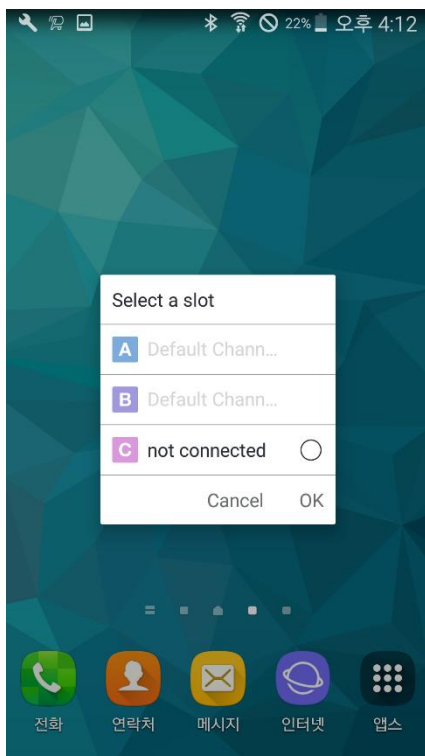 22% 오후 4:12
Select a slot
A Default Chann...
B Default Chann...
C not connected
Cancel OK
전화 연락처 메시지 인터넷 앱스